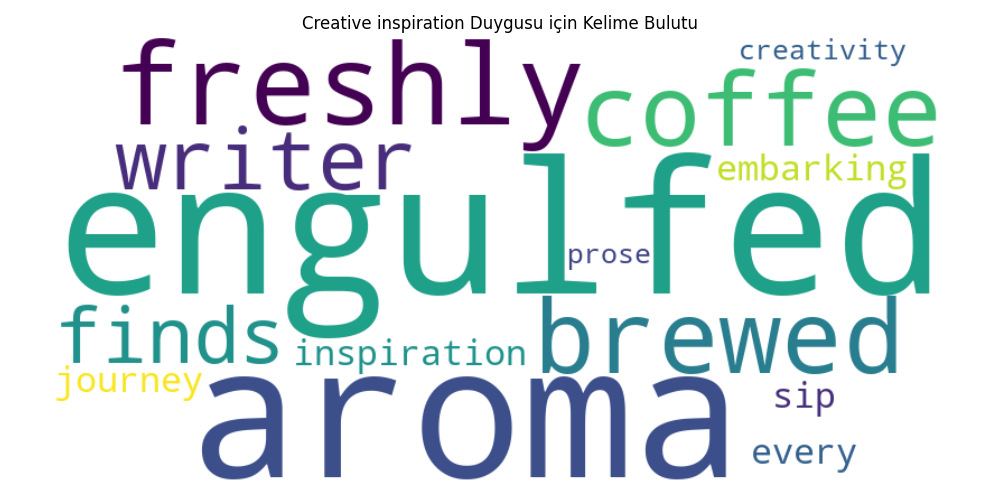 Creative inspiration Duygusu için Kelime Bulutu
creativity
freshly
coffee
writer
embarking
engulfed
prose
finds
brewed
inspiration
journey
aroma
sip
every